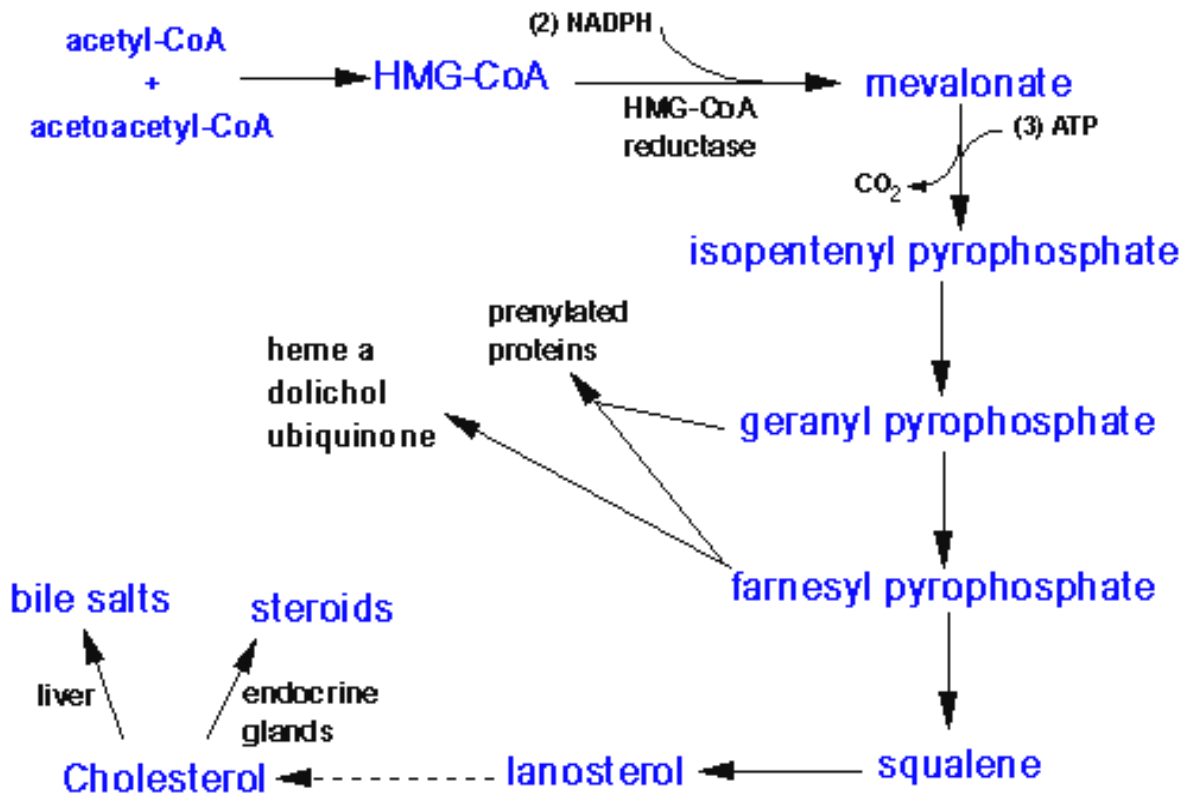 acetyl-CoA
+
acetoacetyl-CoA
HMG-CoA
(2) NADPH
HMG-CoA
reductase
mevalonate
(3) ATP
CO₂
isopentenyl pyrophosphate
prenylated
proteins
heme a
dolichol
ubiquinone
geranyl pyrophosphate
farnesyl pyrophosphate
bile salts
steroids
liver
endocrine
glands
Cholesterol
lanosterol
squalene